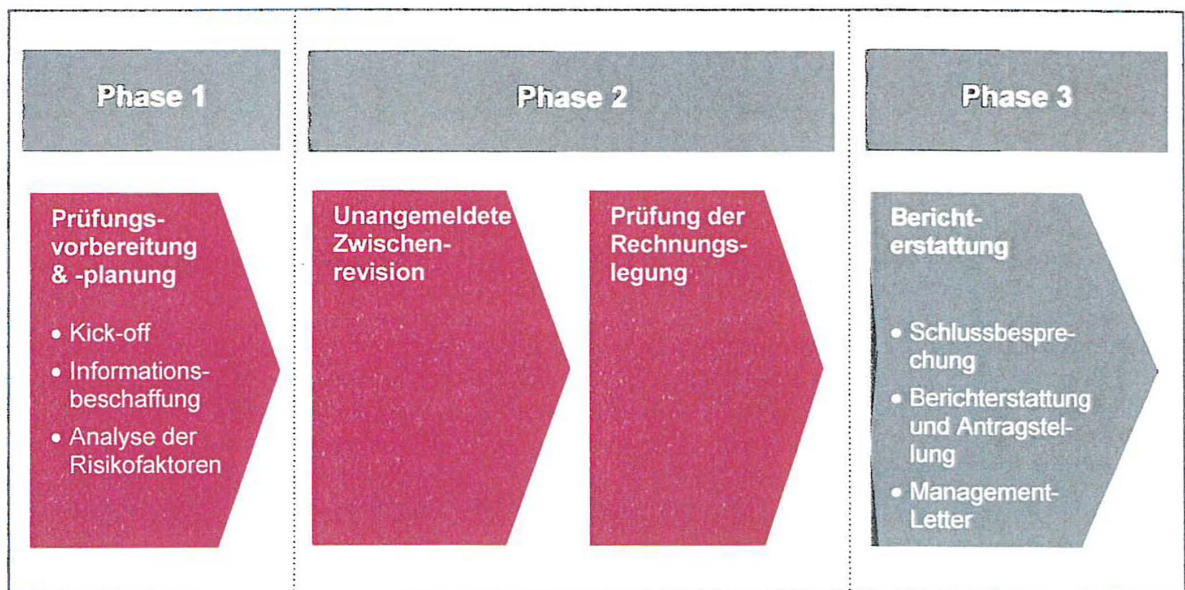 Phase 1
Phase 2
Phase 3
Prüfungs-
vorbereitung
& -planung
• Kick-off
• Informations-
beschaffung
• Analyse der
Risikofaktoren
Unangemeldete
Zwischen-
revision
Prüfung der
Rechnungs-
legung
Bericht-
erstattung
• Schlussbespre-
chung
• Berichterstattung
und Antragstel-
lung
• Management-
Letter